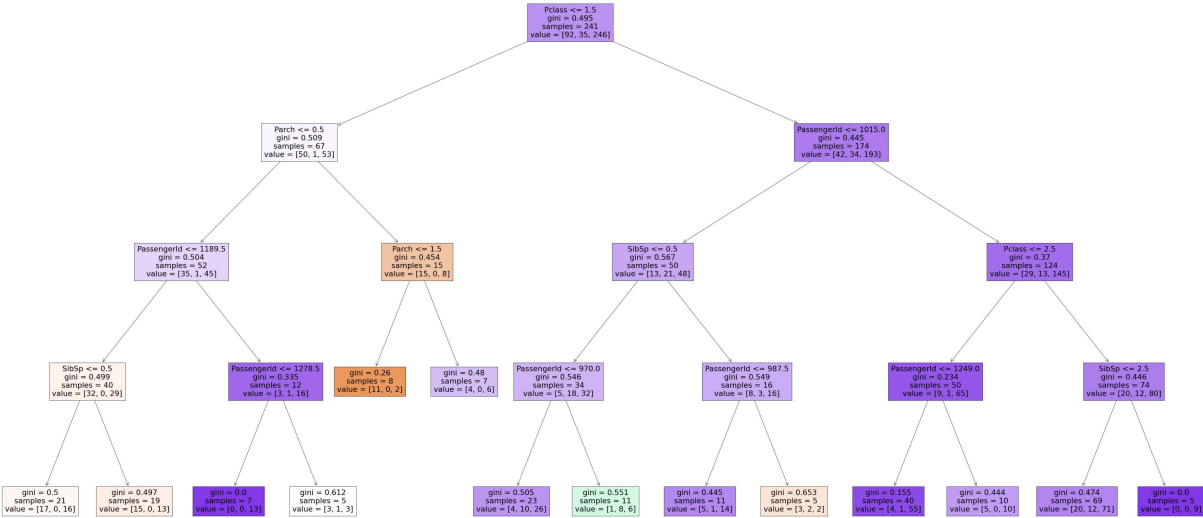 Pclass <= 1.5
gini = 0.495
samples = 241
value = [92, 35, 246]
Parch <= 0.5
gini = 0.509
samples = 67
value = [50, 1, 53]
PassengerId <= 1015.0
gini = 0.445
samples = 174
value = [42, 34, 193]
PassengerId <= 1189.5
gini = 0.504
samples = 52
value = [35, 1, 45]
Parch <= 1.5
gini = 0.454
samples = 15
value = [15, 0, 8]
SibSp <= 0.5
gini = 0.567
samples = 50
value = [13, 21, 48]
Pclass <= 2.5
gini = 0.37
samples = 124
value = [29, 13, 145]
SibSp <= 0.5
gini = 0.499
samples = 40
value = [32, 0, 29]
PassengerId <= 1278.5
gini = 0.335
samples = 12
value = [3, 1, 16]
gini = 0.26
samples = 8
value = [11, 0, 2]
gini = 0.48
samples = 7
value = [4, 0, 6]
PassengerId <= 970.0
gini = 0.546
samples = 34
value = [5, 18, 32]
PassengerId <= 987.5
gini = 0.549
samples = 16
value = [8, 3, 16]
PassengerId <= 1249.0
gini = 0.234
samples = 50
value = [9, 1, 65]
SibSp <= 2.5
gini = 0.446
samples = 74
value = [20, 12, 80]
gini = 0.5
samples = 21
value = [17, 0, 16]
gini = 0.497
samples = 19
value = [15, 0, 13]
gini = 0.0
samples = 7
value = [0, 0, 13]
gini = 0.612
samples = 5
value = [3, 1, 3]
gini = 0.505
samples = 23
value = [4, 10, 26]
gini = 0.551
samples = 11
value = [1, 8, 6]
gini = 0.445
samples = 11
value = [5, 1, 14]
gini = 0.653
samples = 5
value = [3, 2, 2]
gini = 0.155
samples = 40
value = [4, 1, 55]
gini = 0.444
samples = 10
value = [5, 0, 10]
gini = 0.474
samples = 69
value = [20, 12, 71]
gini = 0.0
samples = 5
value = [0, 0, 9]